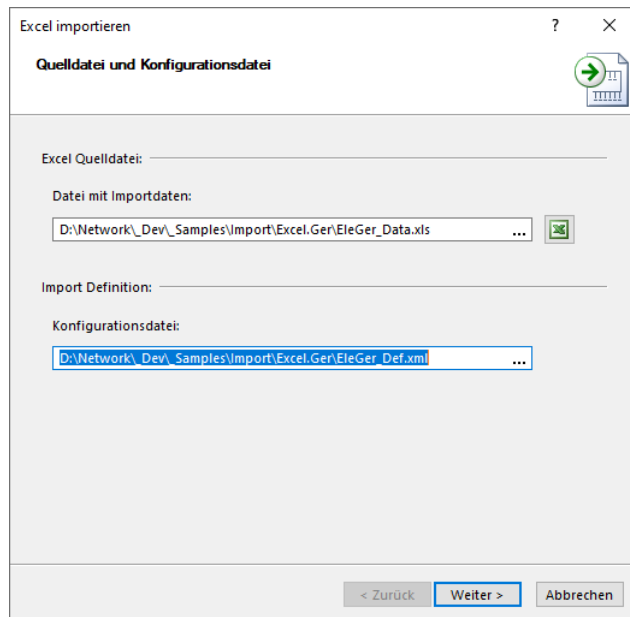 Excel importieren ?
Quelldatei und Konfigurationsdatei
Excel Quelldatei:
Datei mit Importdaten:
D:\Network\_Dev\_Samples\Import\Excel.Ger\EleGer_Data.xls ...
Import Definition:
Konfigurationsdatei:
D:\Network\_Dev\_Samples\Import\Excel.Ger\EleGer_Def.xml ...
< Zurück Weiter > Abbrechen